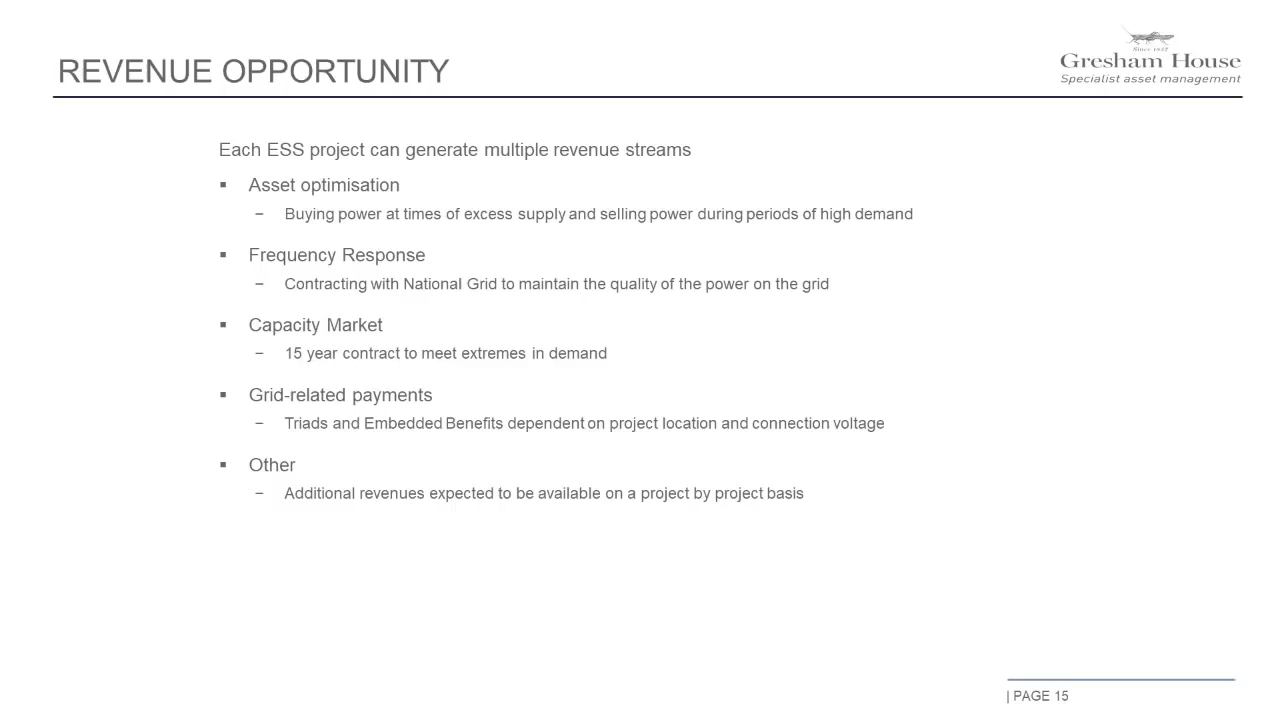 REVENUE OPPORTUNITY
Since 1857
Gresham House
Specialist asset management
Each ESS project can generate multiple revenue streams
▪ Asset optimisation
− Buying power at times of excess supply and selling power during periods of high demand
▪ Frequency Response
− Contracting with National Grid to maintain the quality of the power on the grid
▪ Capacity Market
− 15 year contract to meet extremes in demand
▪ Grid-related payments
− Triads and Embedded Benefits dependent on project location and connection voltage
▪ Other
− Additional revenues expected to be available on a project by project basis
| PAGE 15